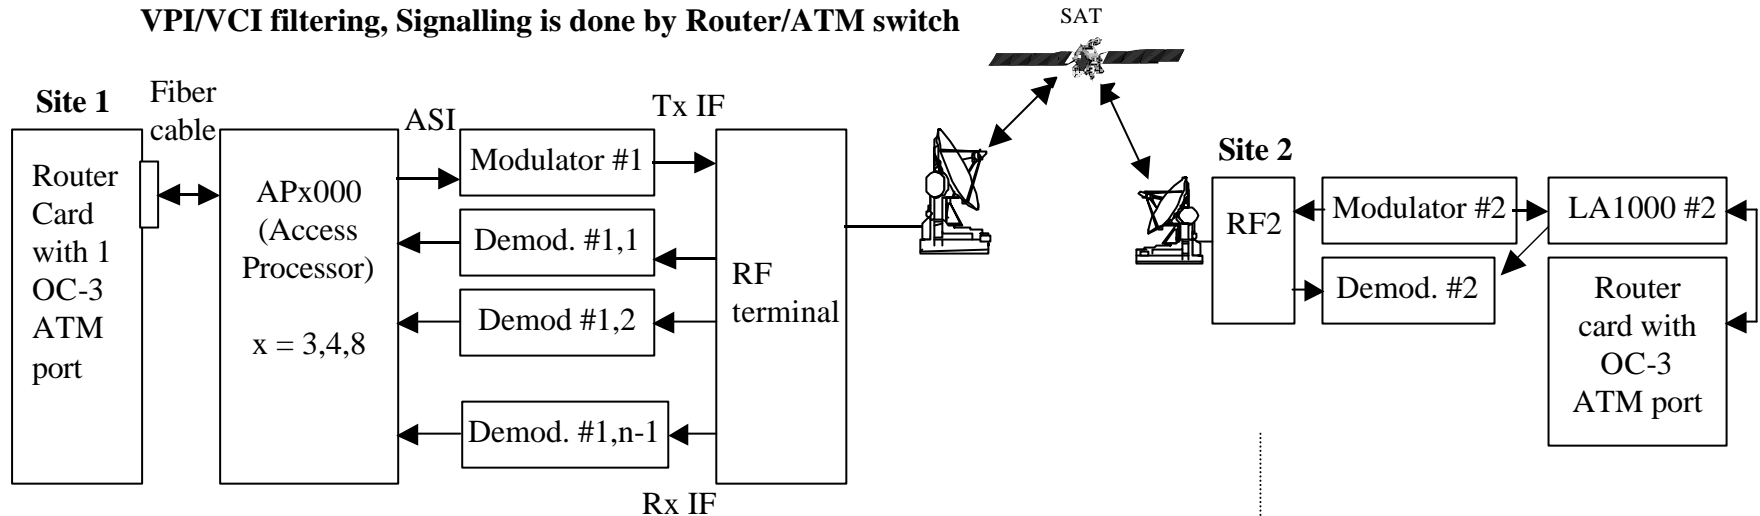 VPI/VCI filtering, Signalling is done by Router/ATM switch
SAT
Site 1
Fiber
cable
ASI
Tx IF
Router
Card
with 1
OC-3
ATM
port
APx000
(Access
Processor)
x = 3,4,8
Modulator #1
Demod. #1,1
Demod #1,2
Demod. #1,n-1
Rx IF
RF
terminal
Site 2
RF2
Modulator #2
LA1000 #2
Demod. #2
Router
card with
OC-3
ATM port